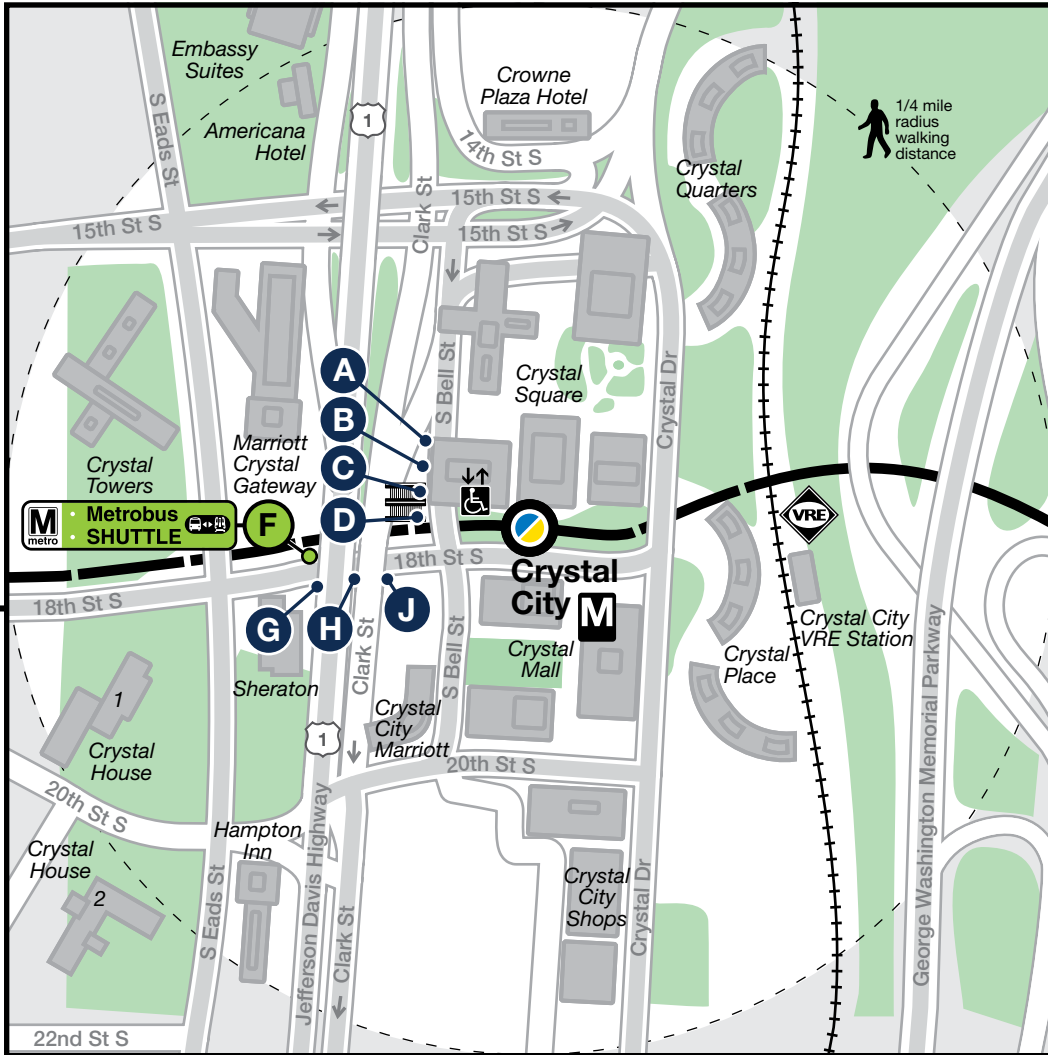 Embassy
Suites
Americana
Hotel
S Eads St
1
Crowne
Plaza Hotel
14th St S
1/4 mile
radius
walking
distance
Crystal
Quarters
15th St S
15th St S
15th St S
Clark St
S Bell St
Crystal Dr
A
B
C
D
Crystal
Square
Marriott
Crystal
Gateway
Crystal
Towers
M
metro
· Metrobus
· SHUTTLE
F
VRE
18th St S
18th St S
Crystal
City
M
G
H
J
Clark St
S Bell St
Sheraton
Crystal
Mall
Crystal
Place
Crystal City
VRE Station
George Washington Memorial Parkway
1
Crystal
House
1
Crystal
City
Marriott
20th St S
20th St S
Hampton
Inn
Crystal
House
2
S Eads St
Jefferson Davis Highway
Clark St
Crystal
City
Shops
Crystal Dr
22nd St S